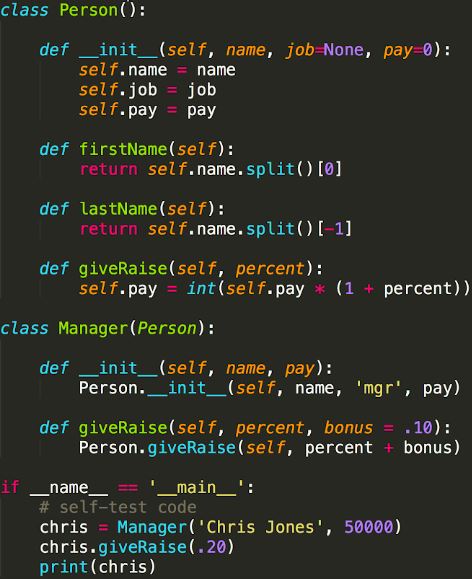 class Person():
def __init__(self, name, job=None, pay=0):
self.name = name
self.job = job
self.pay = pay
def firstName(self):
return self.name.split()[0]
def lastName(self):
return self.name.split()[-1]
def giveRaise(self, percent):
self.pay = int(self.pay * (1 + percent))
class Manager(Person):
def __init__(self, name, pay):
Person.__init__(self, name, 'mgr', pay)
def giveRaise(self, percent, bonus = .10):
Person.giveRaise(self, percent + bonus)
if __name__ == '__main__':
# self-test code
chris = Manager('Chris Jones', 50000)
chris.giveRaise(.20)
print(chris)